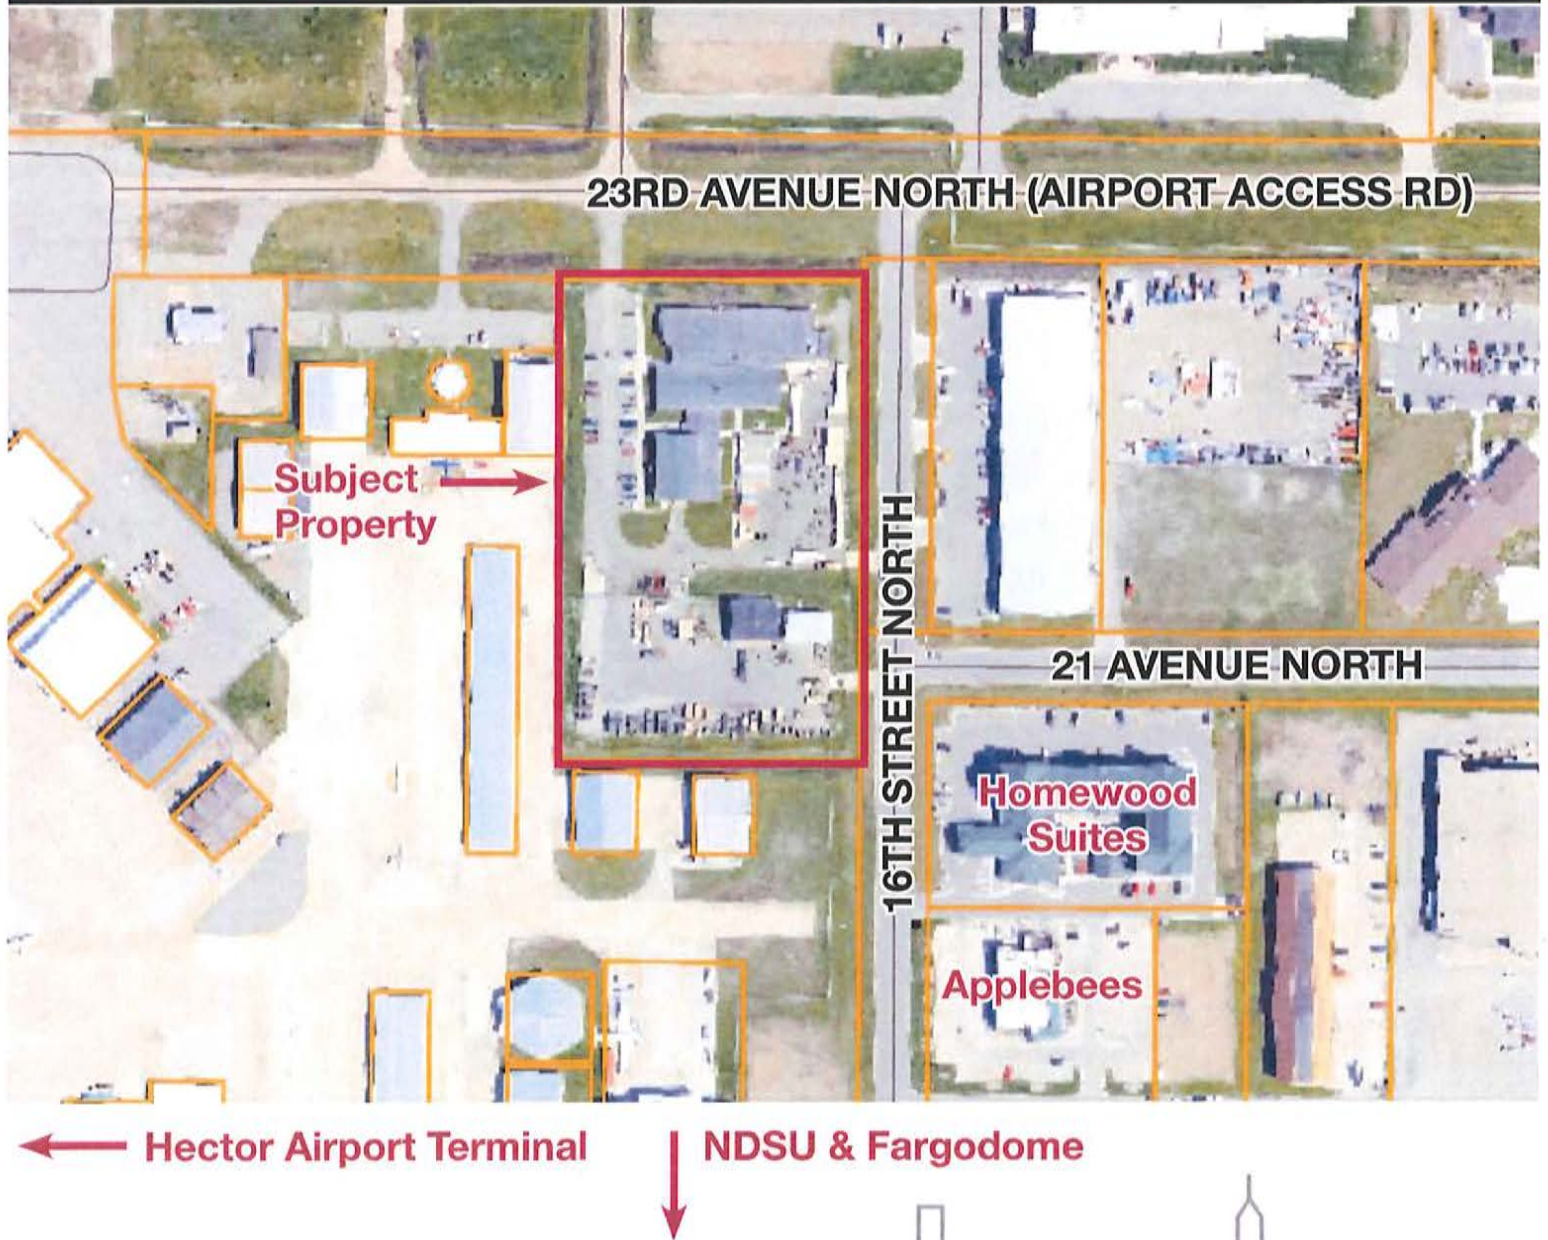 23RD AVENUE NORTH (AIRPORT ACCESS RD)
Subject
Property
16TH STREET NORTH
21 AVENUE NORTH
Homewood
Suites
Applebees
Hector Airport Terminal
NDSU & Fargodome